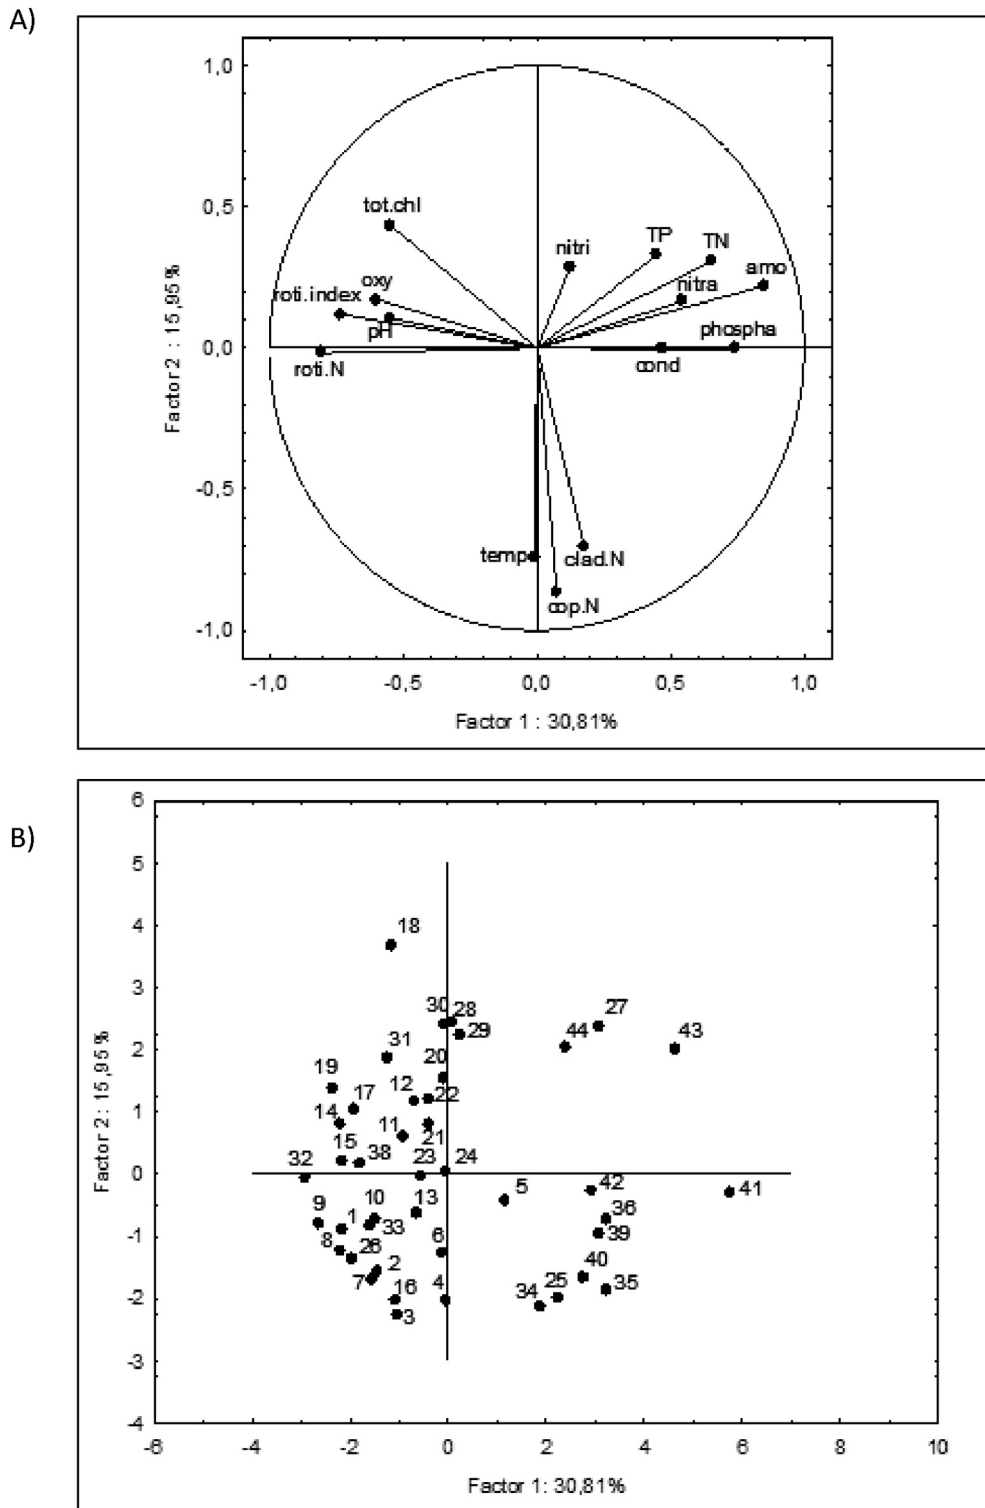 A)
1,0
tot.chl
0,5
nitri
TP
TN
oxy
amo
roti.index
nitra
pH
phospha
0,0
roti.N
cond
Factor 2 : 15,95%
-0,5
temp
clad.N
cop.N
-1,0
-1,0 -0,5 0,0 0,5 1,0
Factor 1 : 30,81%
B)
6
5
4
18
3
30 28 27
44 43
2
31 29
20
19 17 12 22
1
14 11 21
15 38 23 24
0
32 5 42 41
9 10 13 36
-1
1 33 39
8 26 6
2 40
7 16 4 34 25 35
-2
3
-3
-4
Factor 2: 15,95%
-6 -4 -2 0 2 4 6 8 10
Factor 1: 30,81%